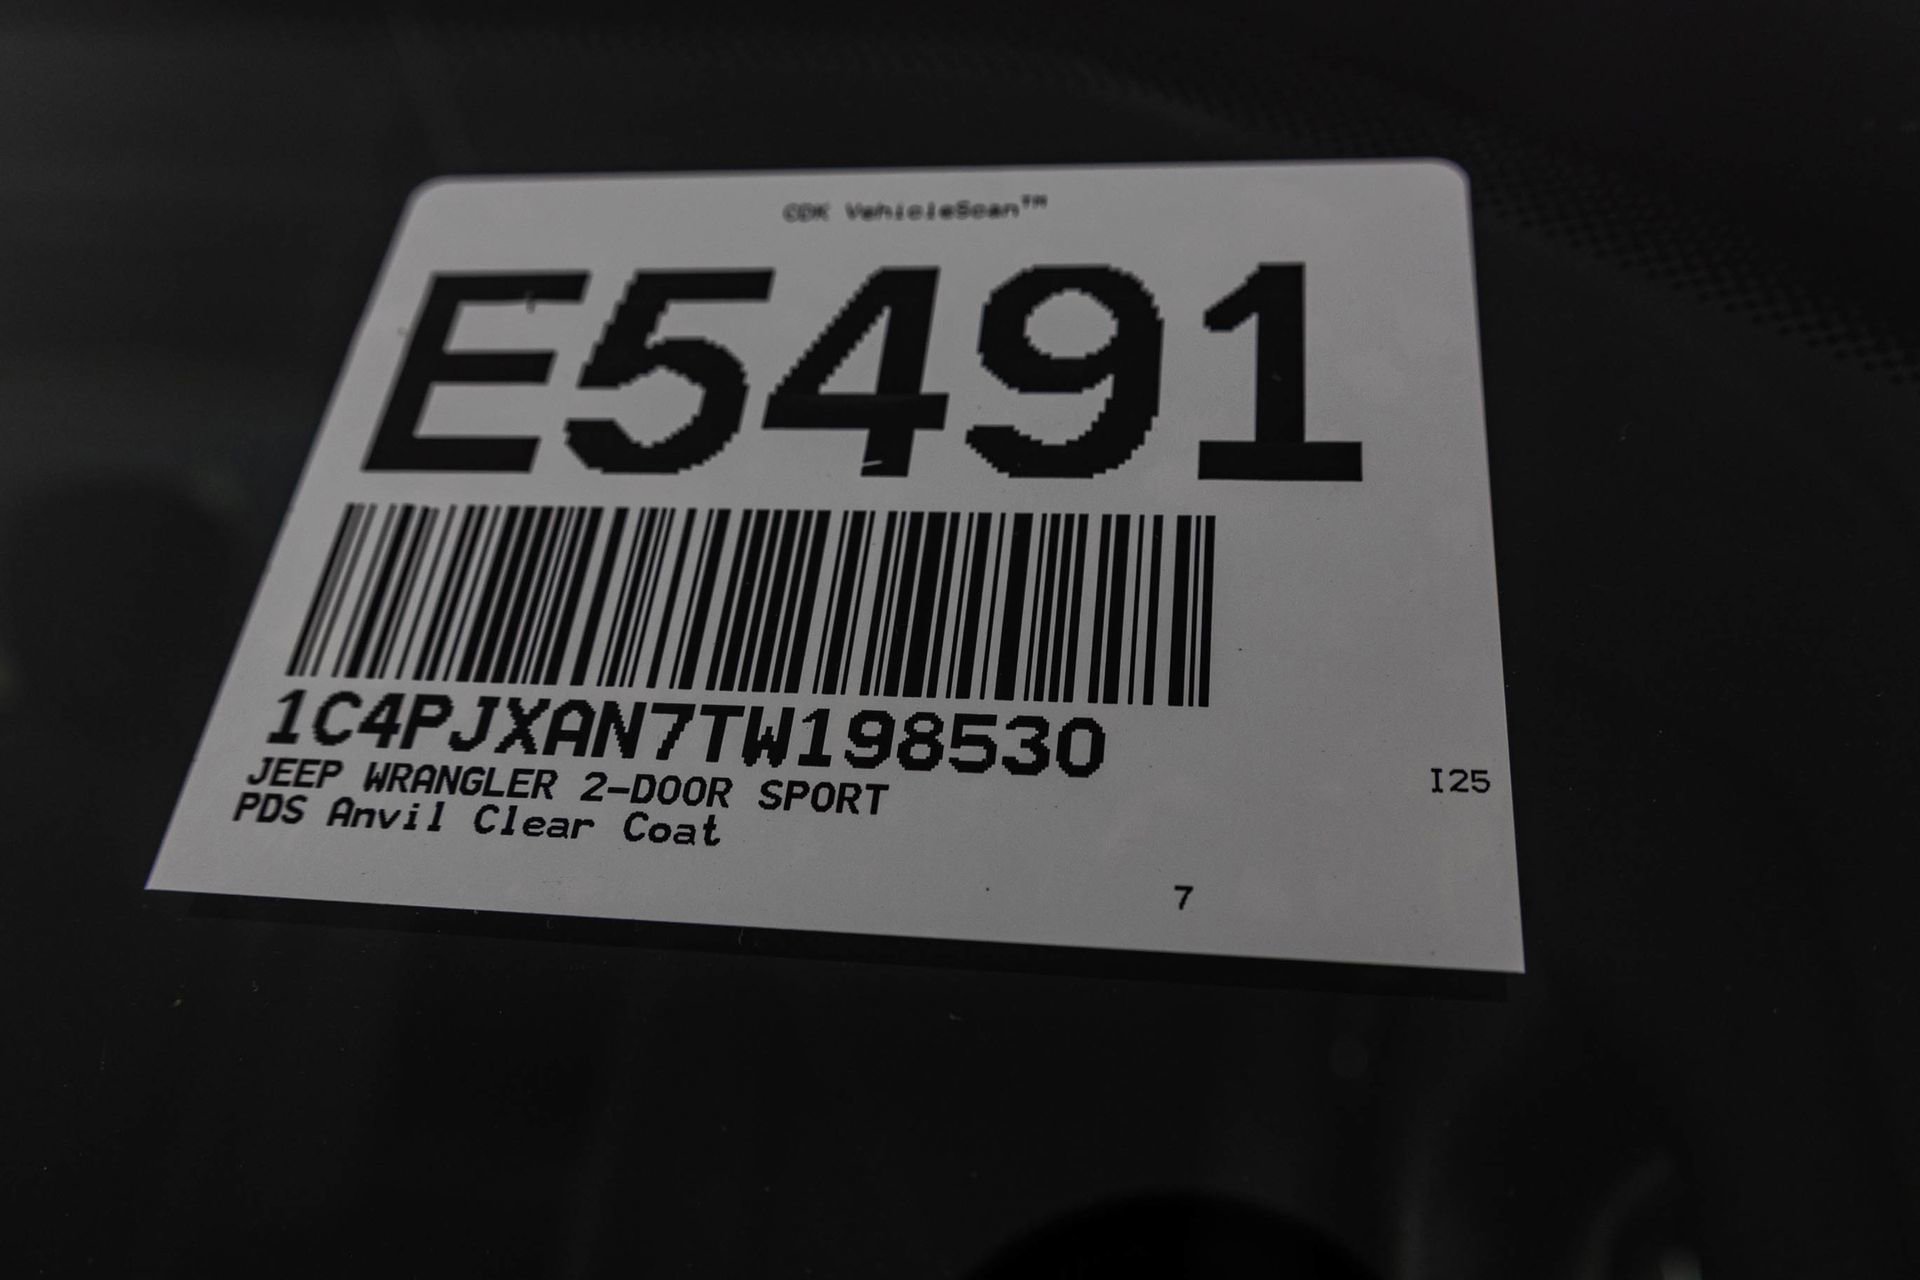 CDK VehicleScan™
E5491
1C4PJXAN7TW198530
JEEP WRANGLER 2-DOOR SPORT
I25
PDS Anvil Clear Coat
7